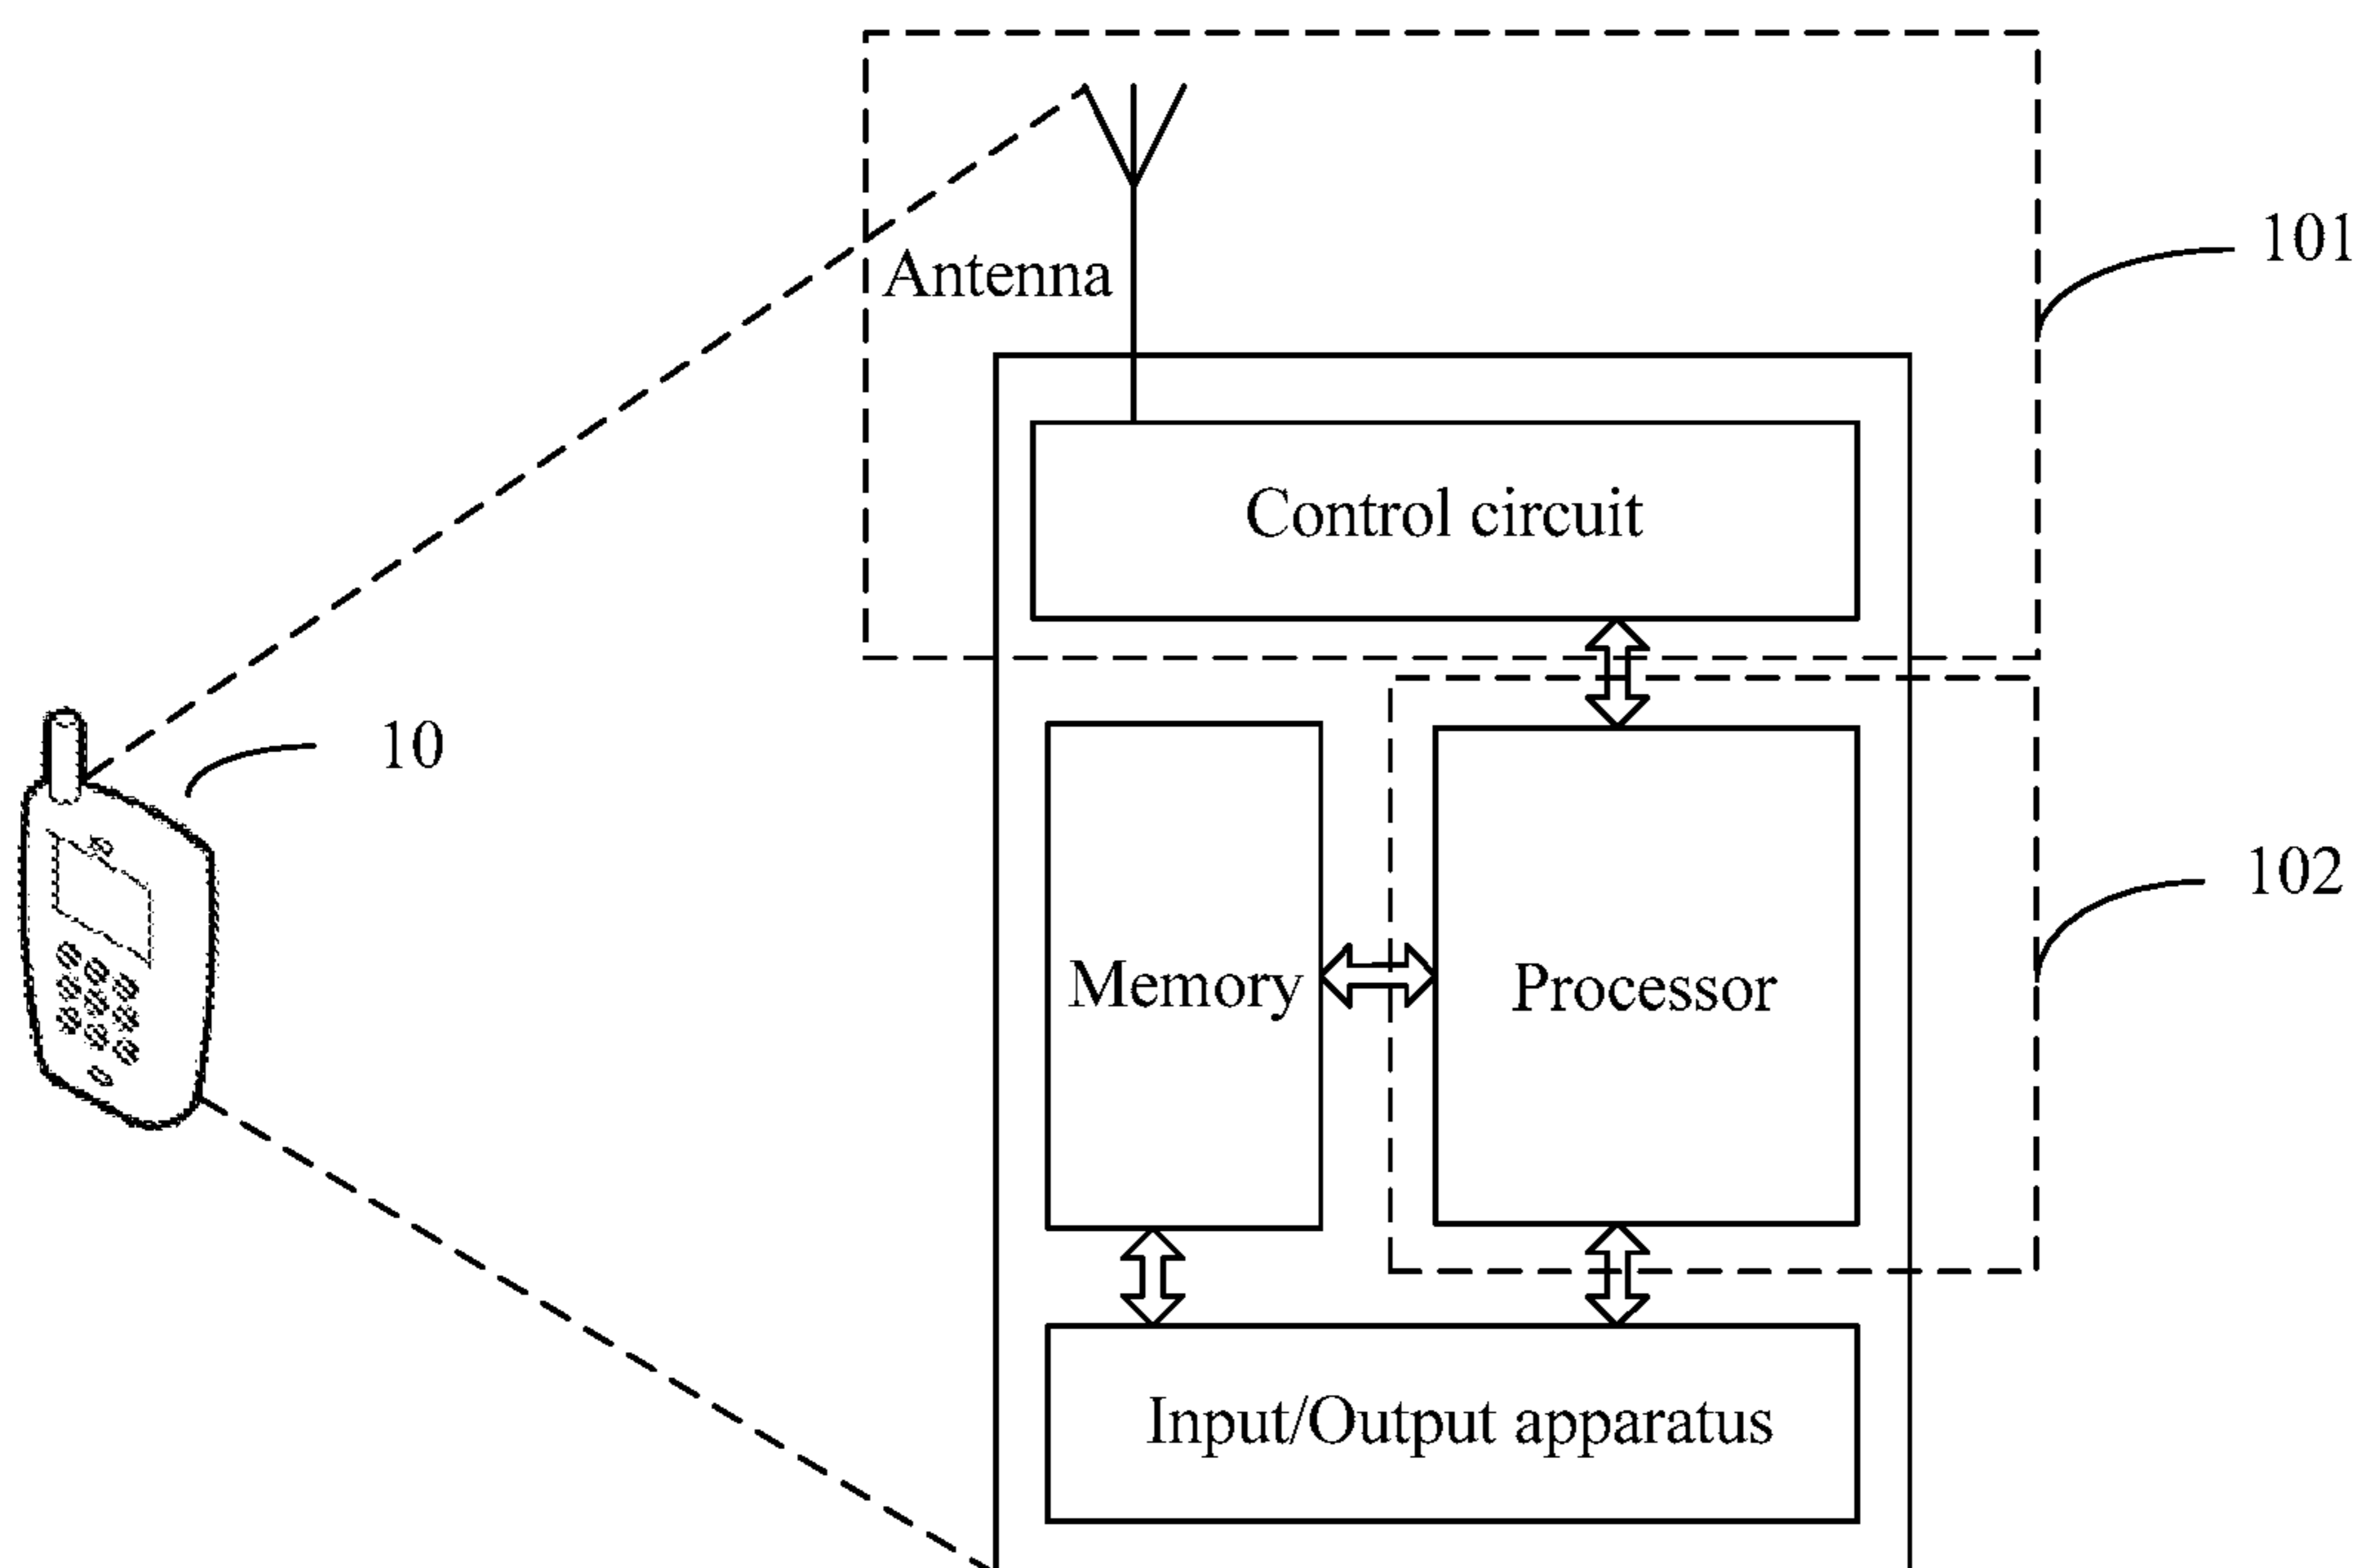 101
Antenna
Control circuit
10
102
Memory
Processor
Input/Output apparatus